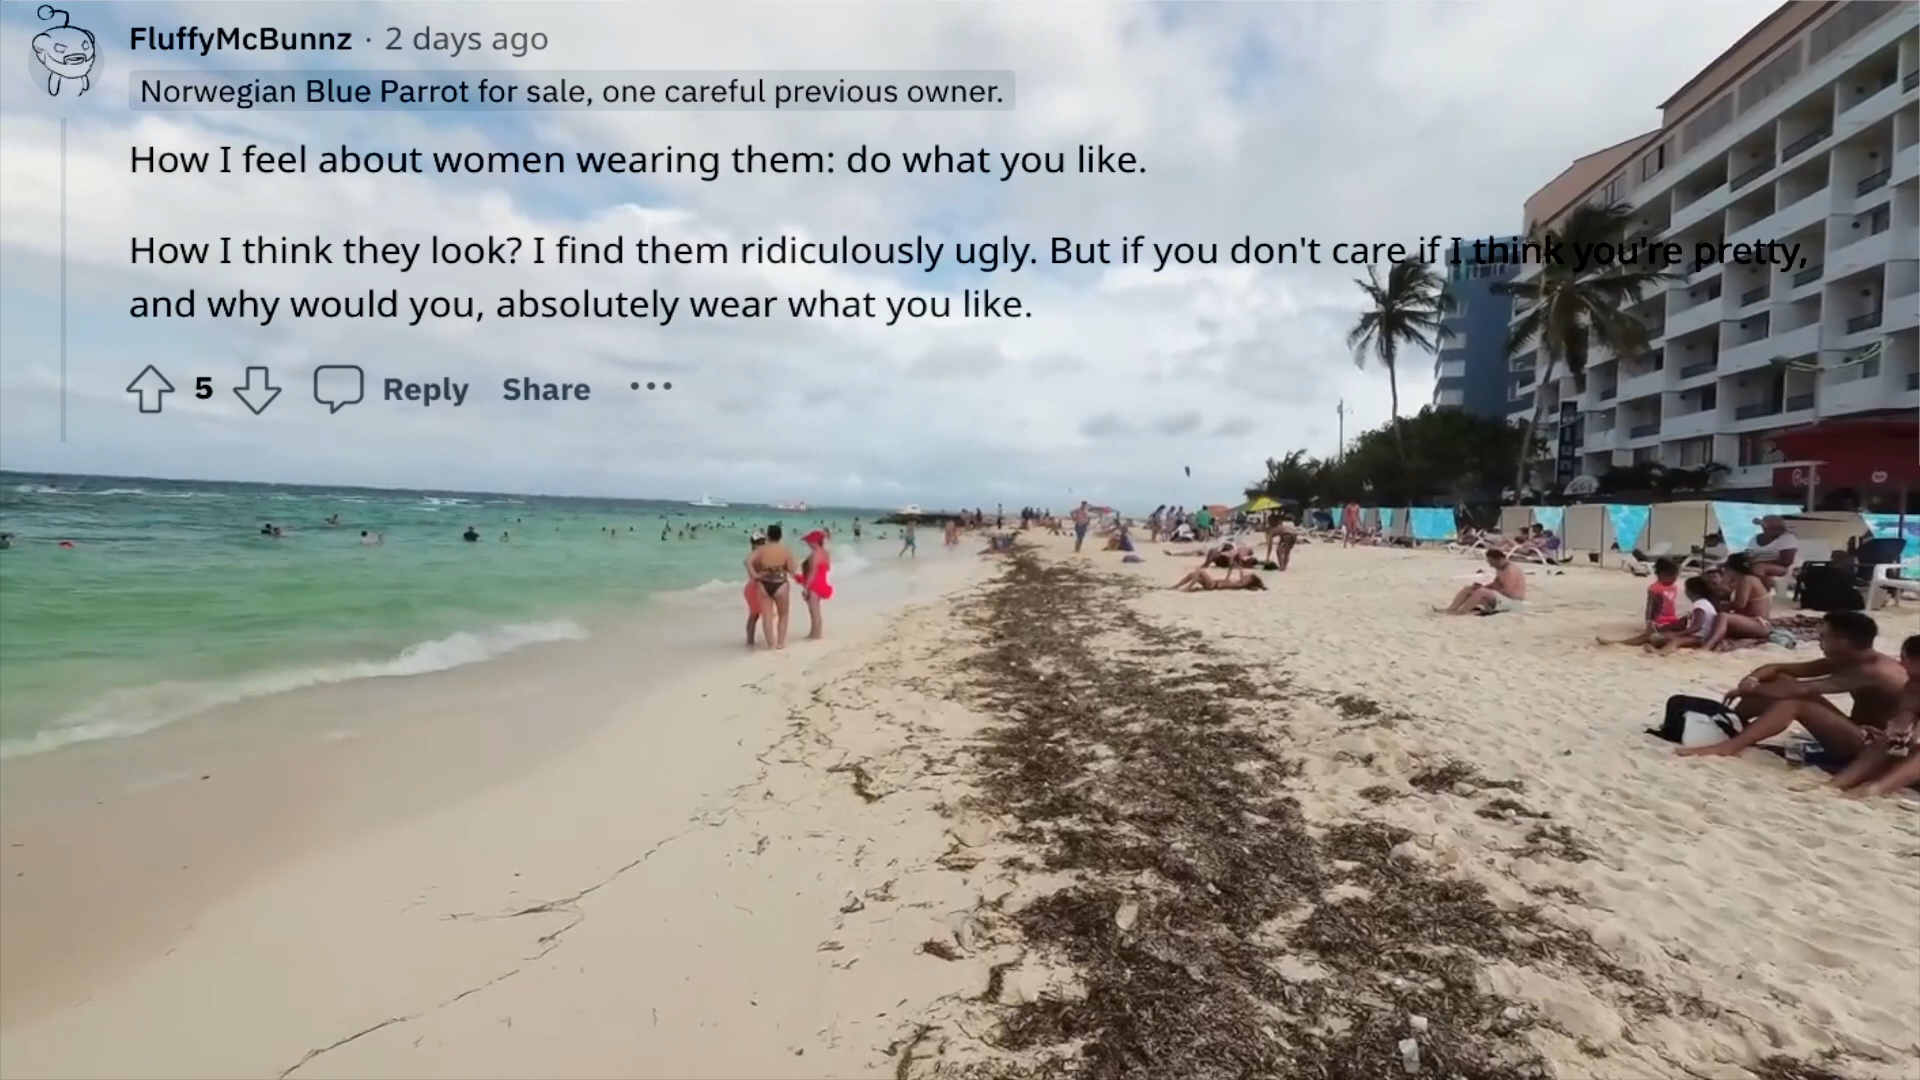 FluffyMcBunnz · 2 days ago
Norwegian Blue Parrot for sale, one careful previous owner.
How I feel about women wearing them: do what you like.
How I think they look? I find them ridiculously ugly. But if you don't care if I think you're pretty,
and why would you, absolutely wear what you like.
5 Reply Share •••